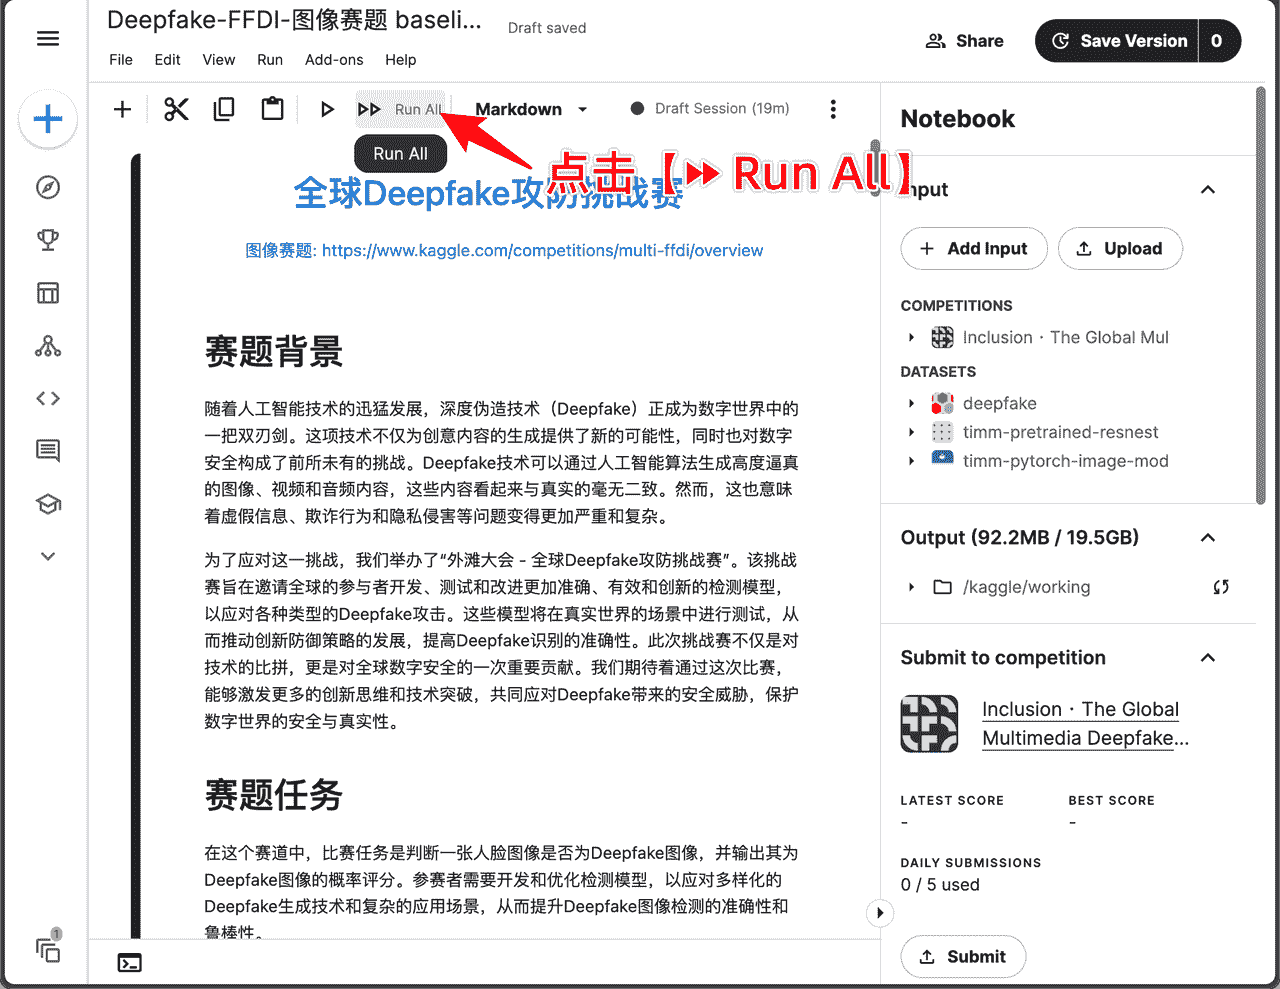 Deepfake-FFDI-图像赛题 baseli...
Draft saved
File Edit View Run Add-ons Help
Share
Save Version 0
Run All
Markdown
Draft Session (19m)
Run All
点击【 Run All】
全球Deepfake攻防挑战赛
图像赛题: https://www.kaggle.com/competitions/multi-ffdi/overview
赛题背景
随着人工智能技术的迅猛发展，深度伪造技术（Deepfake）正成为数字世界中的
一把双刃剑。这项技术不仅为创意内容的生成提供了新的可能性，同时也对数字
安全构成了前所未有的挑战。Deepfake技术可以通过人工智能算法生成高度逼真
的图像、视频和音频内容，这些内容看起来与真实的毫无二致。然而，这也意味
着虚假信息、欺诈行为和隐私侵害等问题变得更加严重和复杂。
为了应对这一挑战，我们举办了“外滩大会 - 全球Deepfake攻防挑战赛”。该挑战
赛旨在邀请全球的参与者开发、测试和改进更加准确、有效和创新的检测模型，
以应对各种类型的Deepfake攻击。这些模型将在真实世界的场景中进行测试，从
而推动创新防御策略的发展，提高Deepfake识别的准确性。此次挑战赛不仅是对
技术的比拼，更是对全球数字安全的一次重要贡献。我们期待着通过这次比赛，
能够激发更多的创新思维和技术突破，共同应对Deepfake带来的安全威胁，保护
数字世界的安全与真实性。
赛题任务
在这个赛道中，比赛任务是判断一张人脸图像是否为Deepfake图像，并输出其为
Deepfake图像的概率评分。参赛者需要开发和优化检测模型，以应对多样化的
Deepfake生成技术和复杂的应用场景，从而提升Deepfake图像检测的准确性和
鲁棒性。
1
Notebook
Input
Add Input
Upload
COMPETITIONS
Inclusion · The Global Mul
DATASETS
deepfake
timm-pretrained-resnest
timm-pytorch-image-mod
Output (92.2MB / 19.5GB)
/kaggle/working
Submit to competition
Inclusion · The Global
Multimedia Deepfake...
LATEST SCORE
-
BEST SCORE
-
DAILY SUBMISSIONS
0 / 5 used
Submit